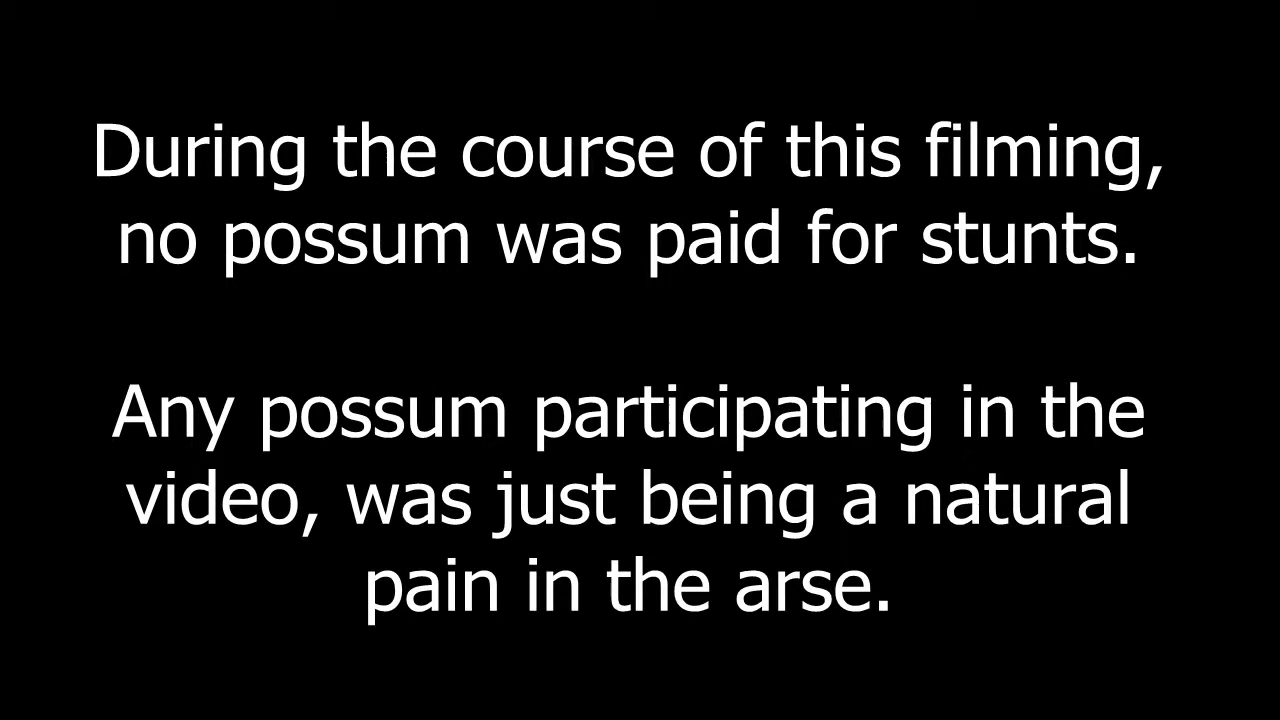 During the course of this filming,
no possum was paid for stunts.
Any possum participating in the
video, was just being a natural
pain in the arse.